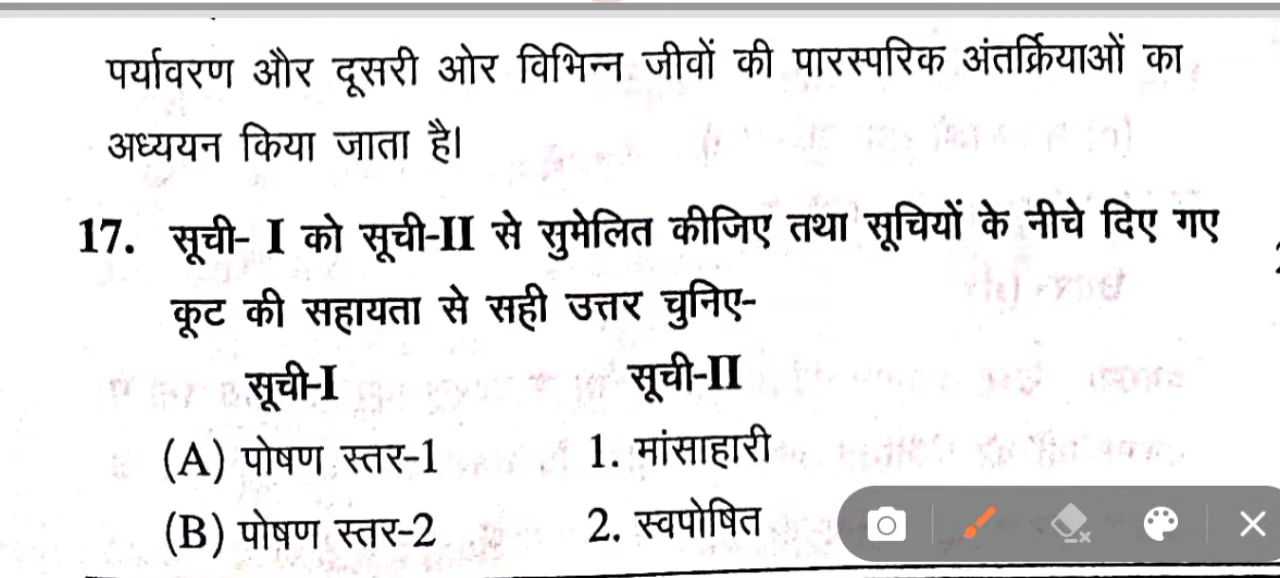 पर्यावरण और दूसरी ओर विभिन्न जीवों की पारस्परिक अंतर्क्रियाओं का
अध्ययन किया जाता है।
17. सूची- I को सूची-II से सुमेलित कीजिए तथा सूचियों के नीचे दिए गए
कूट की सहायता से सही उत्तर चुनिए-
सूची-I सूची-II
(A) पोषण स्तर-1 1. मांसाहारी
(B) पोषण स्तर-2 2. स्वपोषित